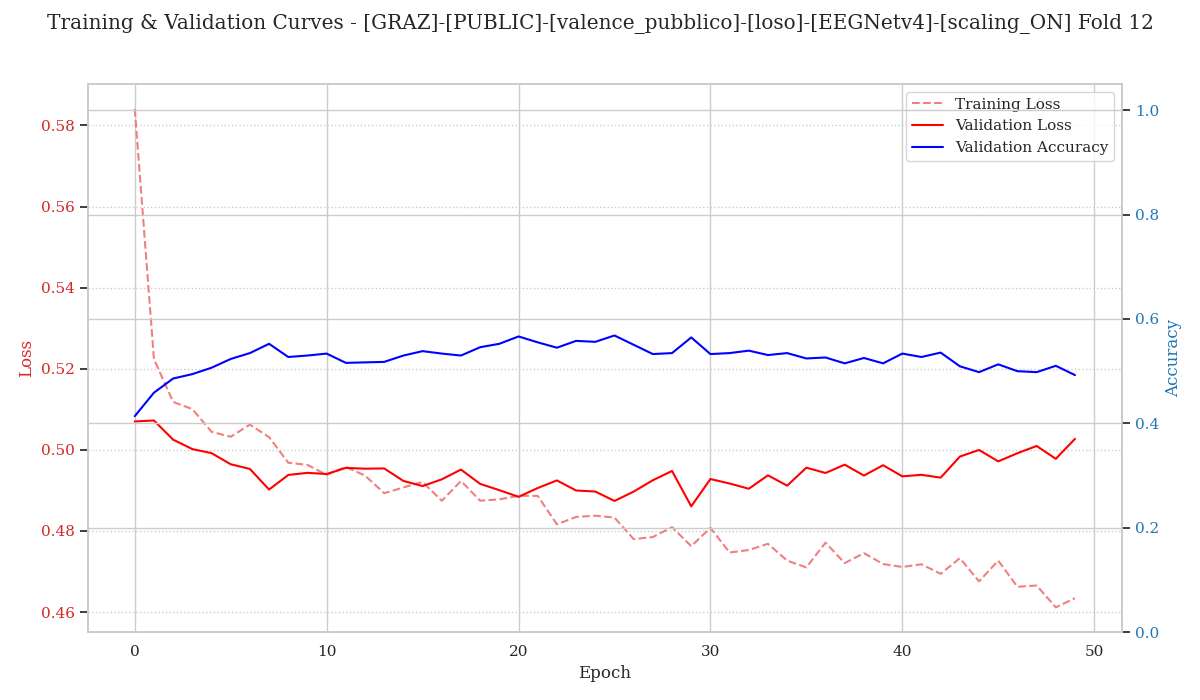 Training & Validation Curves - [GRAZ]-[PUBLIC]-[valence_pubblico]-[loso]-[EEGNetv4]-[scaling_ON] Fold 12
Training Loss
Validation Loss
Validation Accuracy
0.58
0.56
0.54
0.52
0.50
0.48
0.46
Loss
1.0
0.8
0.6
0.4
0.2
0.0
Accuracy
0
10
20
30
40
50
Epoch